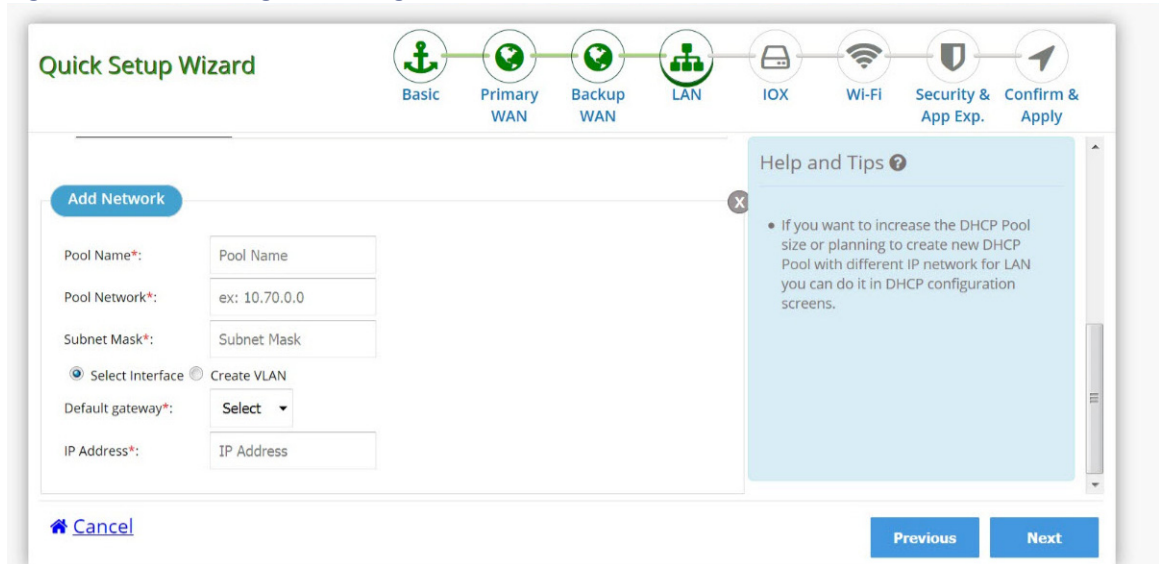 Quick Setup Wizard
Basic
Primary
WAN
Backup
WAN
LAN
IOX
Wi-Fi
Security &
App Exp.
Confirm &
Apply
Add Network
X
Pool Name*: Pool Name
Pool Network*: ex: 10.70.0.0
Subnet Mask*: Subnet Mask
Select Interface Create VLAN
Default gateway*: Select
IP Address*: IP Address
Help and Tips ?
• If you want to increase the DHCP Pool
size or planning to create new DHCP
Pool with different IP network for LAN
you can do it in DHCP configuration
screens.
Cancel
Previous Next